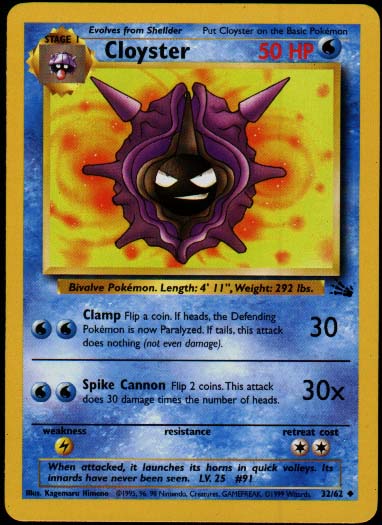 Evolves from Shellder Put Cloyster on the Basic Pokémon
STAGE 1
Cloyster 50 HP
Bivalve Pokémon. Length: 4' 11", Weight: 292 lbs.
Clamp Flip a coin. If heads, the Defending
Pokémon is now Paralyzed. If tails, this attack
does nothing (not even damage).
30
Spike Cannon Flip 2 coins. This attack
does 30 damage times the number of heads.
30x
weakness resistance retreat cost
When attacked, it launches its horns in quick volleys. Its
innards have never been seen. LV. 25 #91
Illus. Kagemaru Himeno ©1995, 96, 98 Nintendo, Creatures, GAMEFREAK. ©1999 Wizards. 32/62